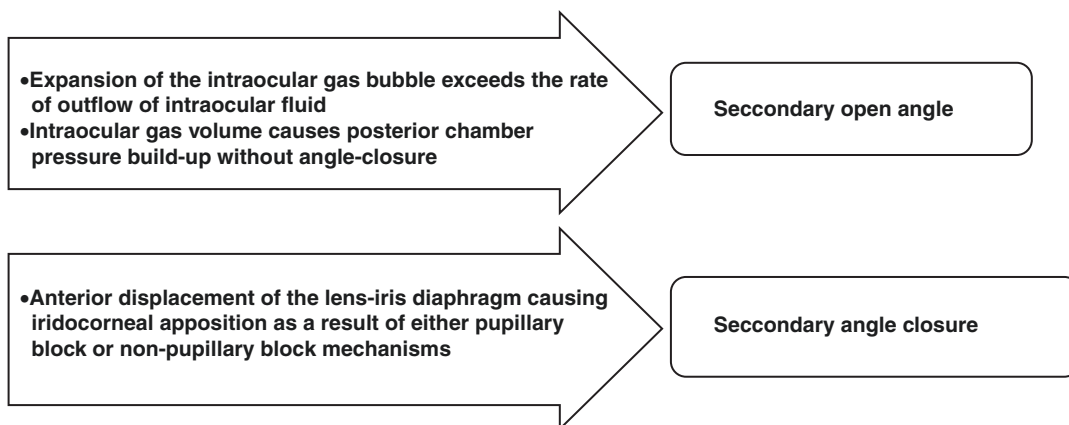 •Expansion of the intraocular gas bubble exceeds the rate
of outflow of intraocular fluid
•Intraocular gas volume causes posterior chamber
pressure build-up without angle-closure
Seccondary open angle
•Anterior displacement of the lens-iris diaphragm causing
iridocorneal apposition as a result of either pupillary
block or non-pupillary block mechanisms
Seccondary angle closure